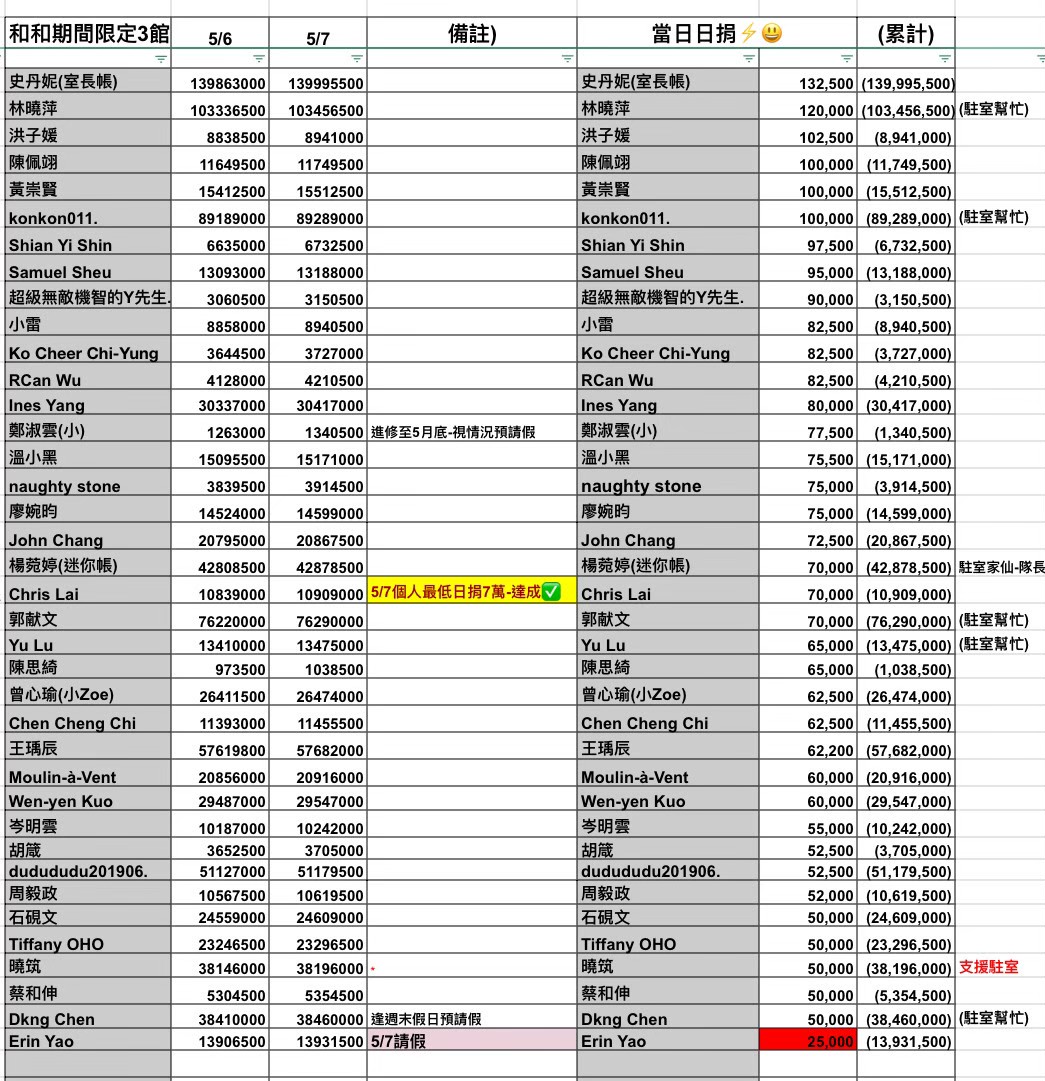 和和期間限定3館 5/6 5/7 備註) 當日日捐⚡😃 (累計)
史丹妮(室長帳) 139863000 139995500 史丹妮(室長帳) 132,500 (139,995,500)
林曉萍 103336500 103456500 林曉萍 120,000 (103,456,500) (駐室幫忙)
洪子媛 8838500 8941000 洪子媛 102,500 (8,941,000)
陳佩翊 11649500 11749500 陳佩翊 100,000 (11,749,500)
黃崇賢 15412500 15512500 黃崇賢 100,000 (15,512,500)
konkon011. 89189000 89289000 konkon011. 100,000 (89,289,000) (駐室幫忙)
Shian Yi Shin 6635000 6732500 Shian Yi Shin 97,500 (6,732,500)
Samuel Sheu 13093000 13188000 Samuel Sheu 95,000 (13,188,000)
超級無敵機智的Y先生. 3060500 3150500 超級無敵機智的Y先生. 90,000 (3,150,500)
小雷 8858000 8940500 小雷 82,500 (8,940,500)
Ko Cheer Chi-Yung 3644500 3727000 Ko Cheer Chi-Yung 82,500 (3,727,000)
RCan Wu 4128000 4210500 RCan Wu 82,500 (4,210,500)
Ines Yang 30337000 30417000 Ines Yang 80,000 (30,417,000)
鄭淑雲(小) 1263000 1340500 進修至5月底-視情況預請假 鄭淑雲(小) 77,500 (1,340,500)
溫小黑 15095500 15171000 溫小黑 75,500 (15,171,000)
naughty stone 3839500 3914500 naughty stone 75,000 (3,914,500)
廖婉昀 14524000 14599000 廖婉昀 75,000 (14,599,000)
John Chang 20795000 20867500 John Chang 72,500 (20,867,500)
楊菀婷(迷你帳) 42808500 42878500 楊菀婷(迷你帳) 70,000 (42,878,500) 駐室家仙-隊長
Chris Lai 10839000 10909000 5/7個人最低日捐7萬-達成✅ Chris Lai 70,000 (10,909,000)
郭献文 76220000 76290000 郭献文 70,000 (76,290,000) (駐室幫忙)
Yu Lu 13410000 13475000 Yu Lu 65,000 (13,475,000) (駐室幫忙)
陳思綺 973500 1038500 陳思綺 65,000 (1,038,500)
曾心瑜(小Zoe) 26411500 26474000 曾心瑜(小Zoe) 62,500 (26,474,000)
Chen Cheng Chi 11393000 11455500 Chen Cheng Chi 62,500 (11,455,500)
王瑀辰 57619800 57682000 王瑀辰 62,200 (57,682,000)
Moulin-à-Vent 20856000 20916000 Moulin-à-Vent 60,000 (20,916,000)
Wen-yen Kuo 29487000 29547000 Wen-yen Kuo 60,000 (29,547,000)
岑明雲 10187000 10242000 岑明雲 55,000 (10,242,000)
胡箴 3652500 3705000 胡箴 52,500 (3,705,000)
dudududu201906. 51127000 51179500 dudududu201906. 52,500 (51,179,500)
周毅政 10567500 10619500 周毅政 52,000 (10,619,500)
石硯文 24559000 24609000 石硯文 50,000 (24,609,000)
Tiffany OHO 23246500 23296500 Tiffany OHO 50,000 (23,296,500)
曉筑 38146000 38196000 - 曉筑 50,000 (38,196,000) 支援駐室
蔡和伸 5304500 5354500 蔡和伸 50,000 (5,354,500)
Dkng Chen 38410000 38460000 逢週末假日預請假 Dkng Chen 50,000 (38,460,000) (駐室幫忙)
Erin Yao 13906500 13931500 5/7請假 Erin Yao 25,000 (13,931,500)